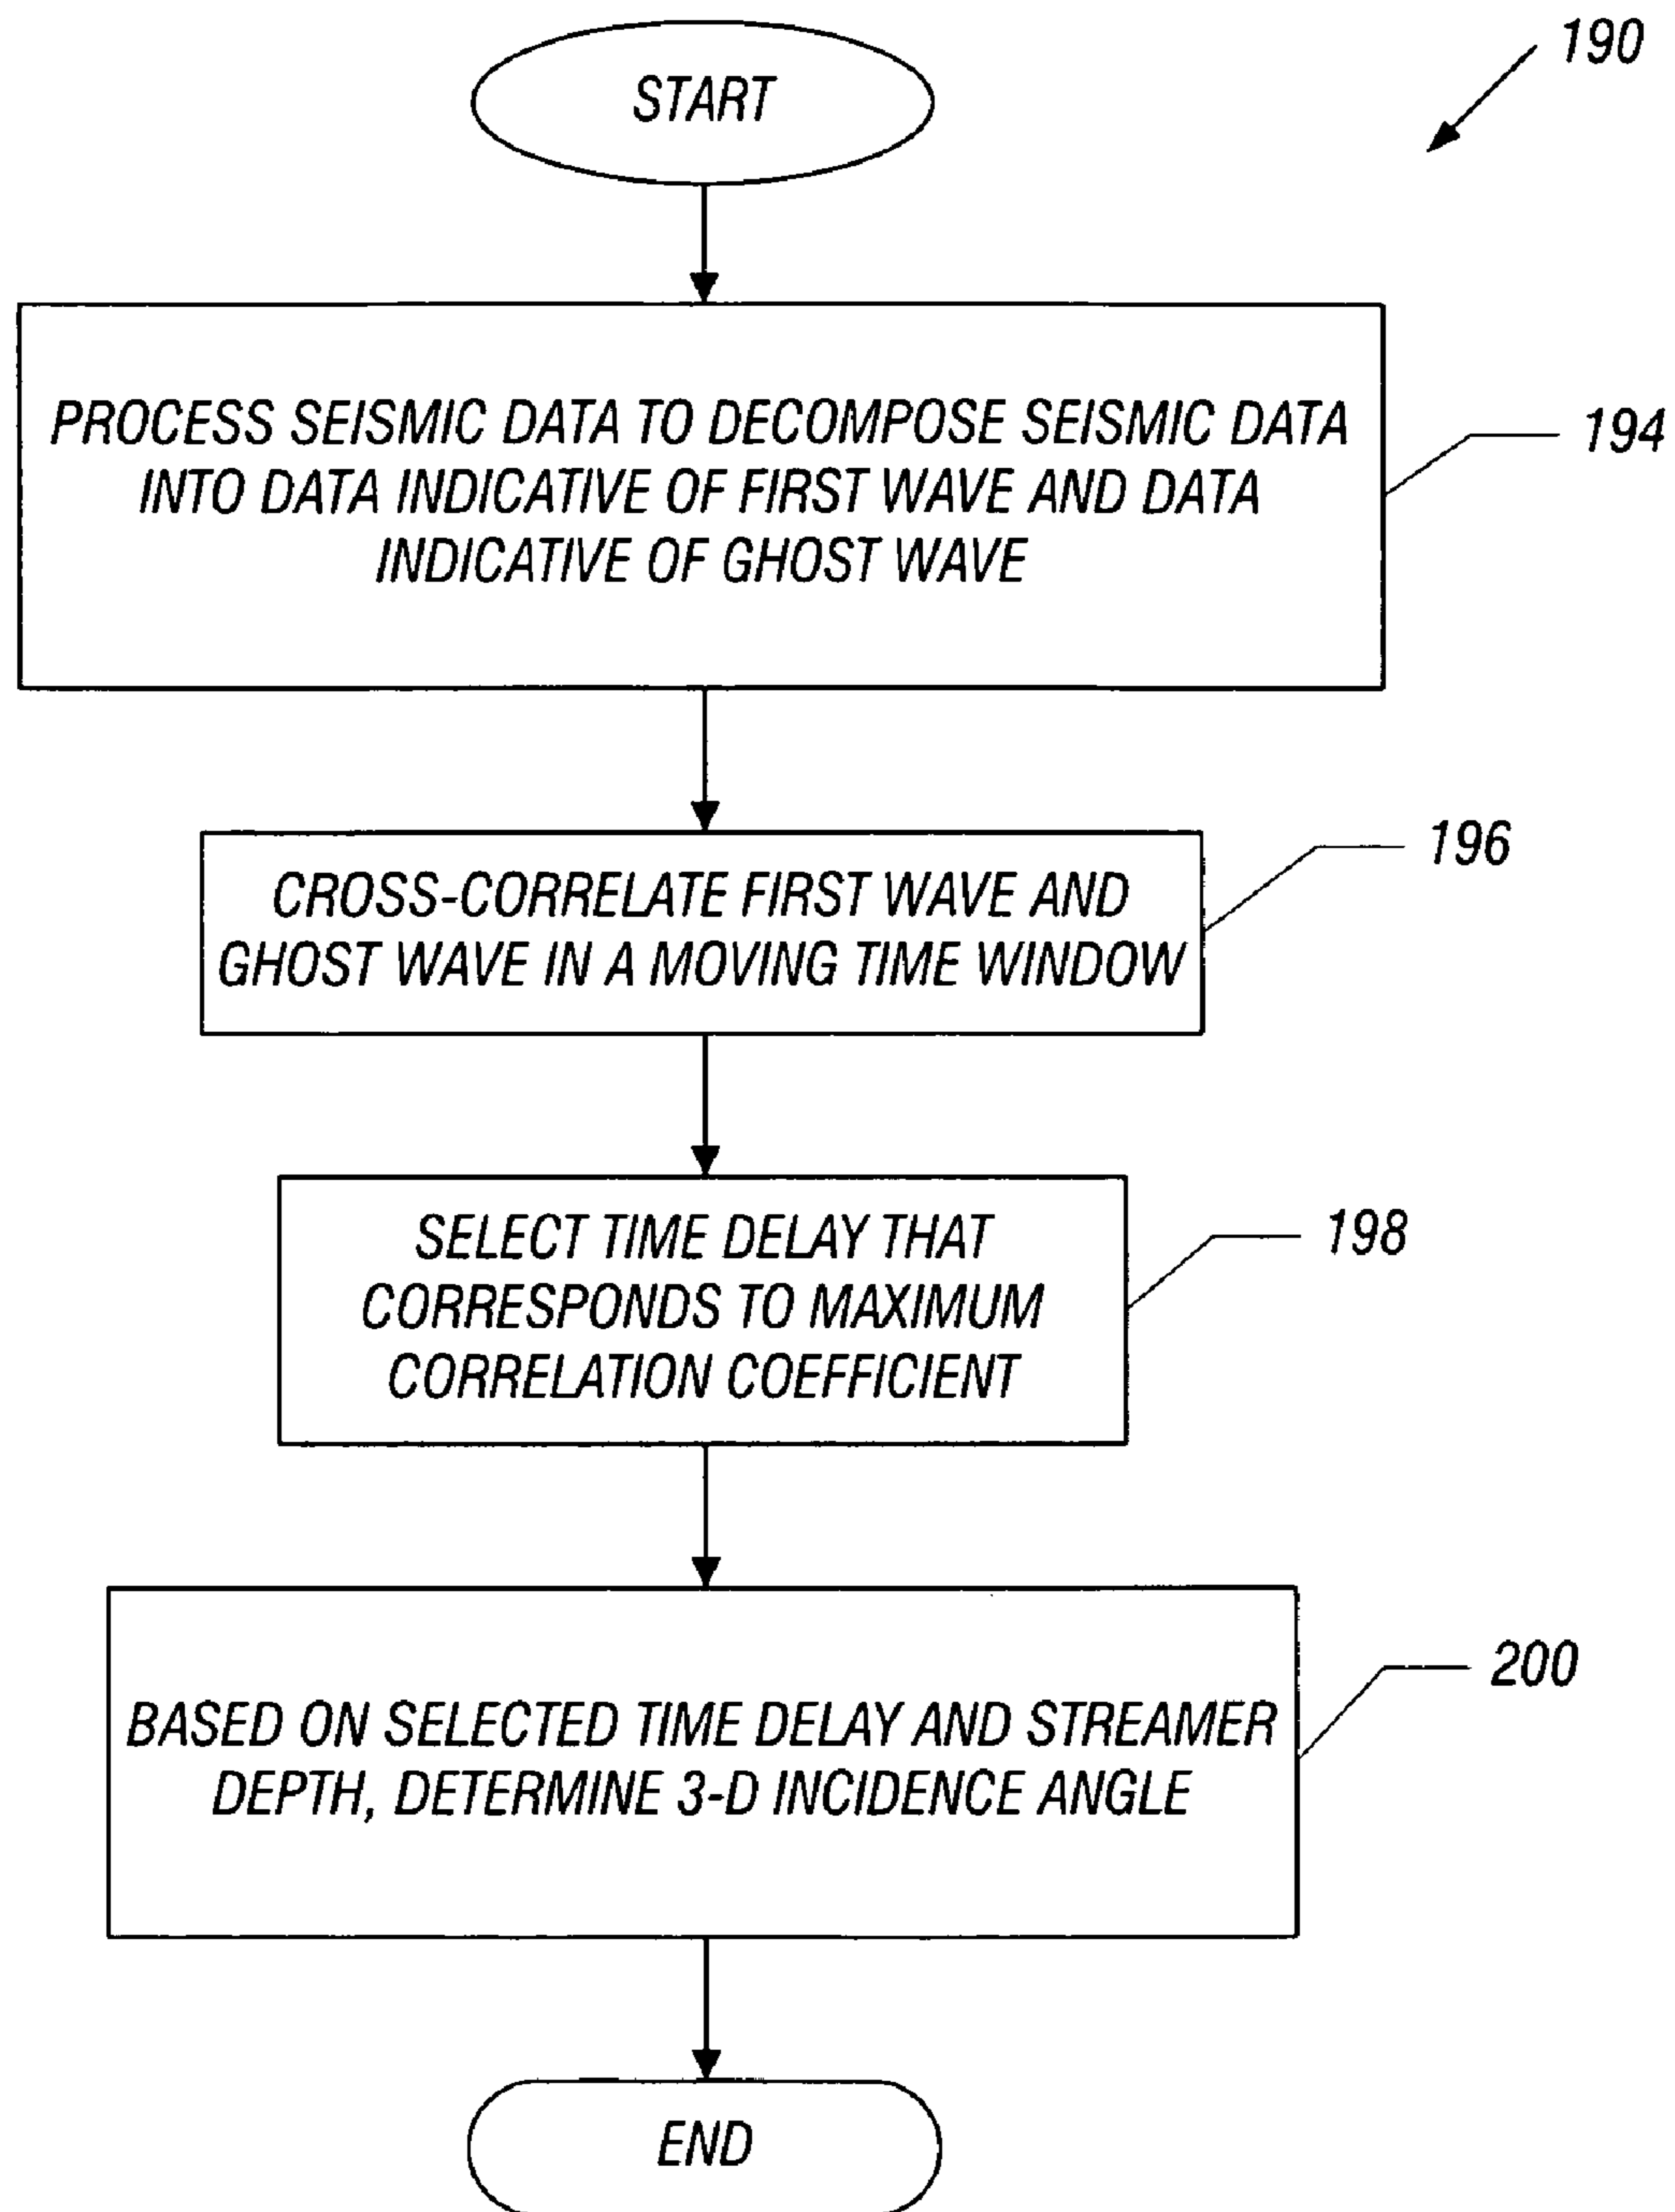 START
190
PROCESS SEISMIC DATA TO DECOMPOSE SEISMIC DATA
INTO DATA INDICATIVE OF FIRST WAVE AND DATA
INDICATIVE OF GHOST WAVE
194
CROSS-CORRELATE FIRST WAVE AND
GHOST WAVE IN A MOVING TIME WINDOW
196
SELECT TIME DELAY THAT
CORRESPONDS TO MAXIMUM
CORRELATION COEFFICIENT
198
BASED ON SELECTED TIME DELAY AND STREAMER
DEPTH, DETERMINE 3-D INCIDENCE ANGLE
200
END